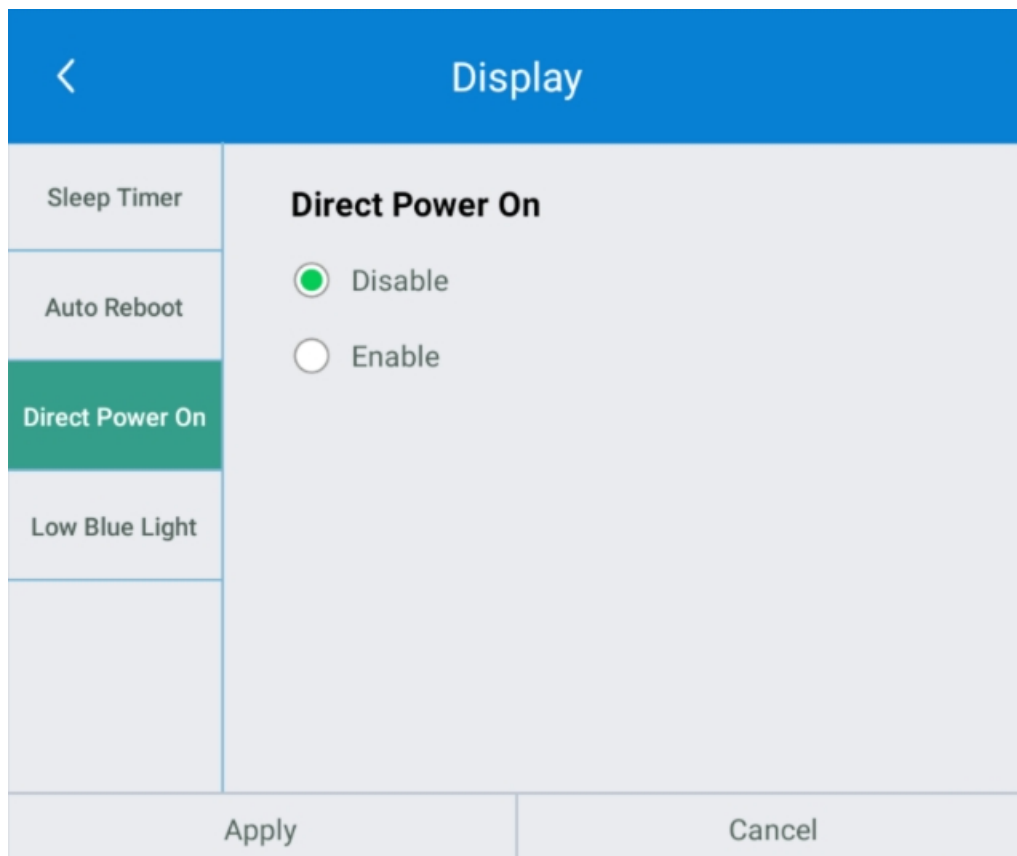 Display
Sleep Timer
Auto Reboot
Direct Power On
Low Blue Light
Direct Power On
Disable
Enable
Apply
Cancel